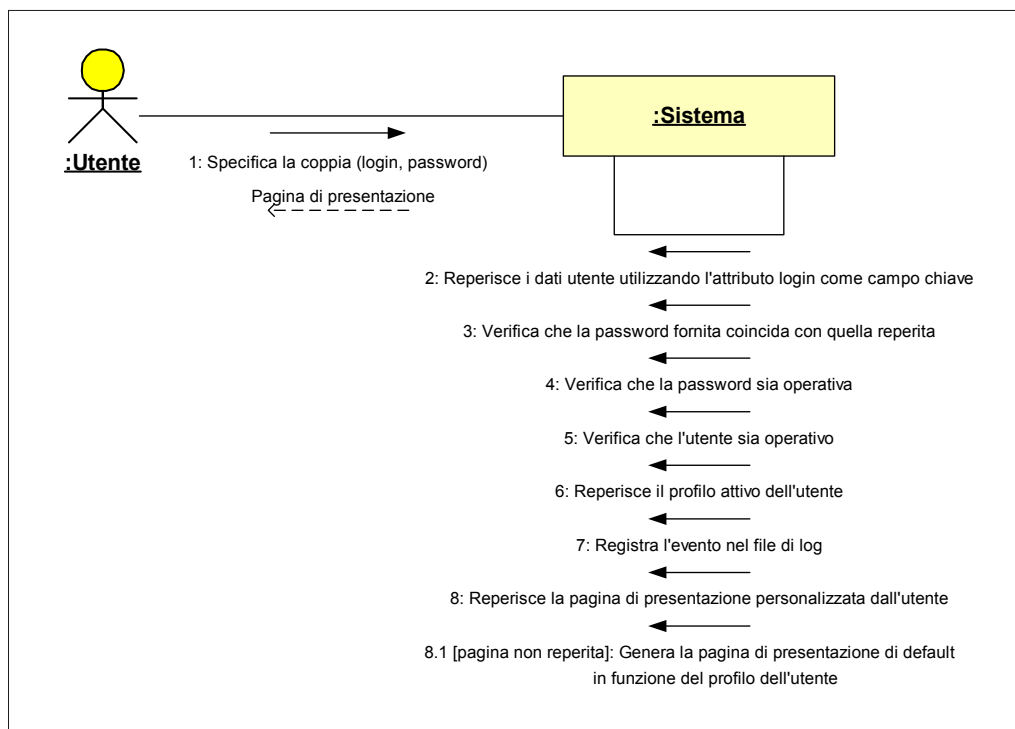 :Utente
:Sistema
1: Specifica la coppia (login, password)
Pagina di presentazione
2: Reperisce i dati utente utilizzando l'attributo login come campo chiave
3: Verifica che la password fornita coincida con quella reperita
4: Verifica che la password sia operativa
5: Verifica che l'utente sia operativo
6: Reperisce il profilo attivo dell'utente
7: Registra l'evento nel file di log
8: Reperisce la pagina di presentazione personalizzata dall'utente
8.1 [pagina non reperita]: Genera la pagina di presentazione di default
in funzione del profilo dell'utente